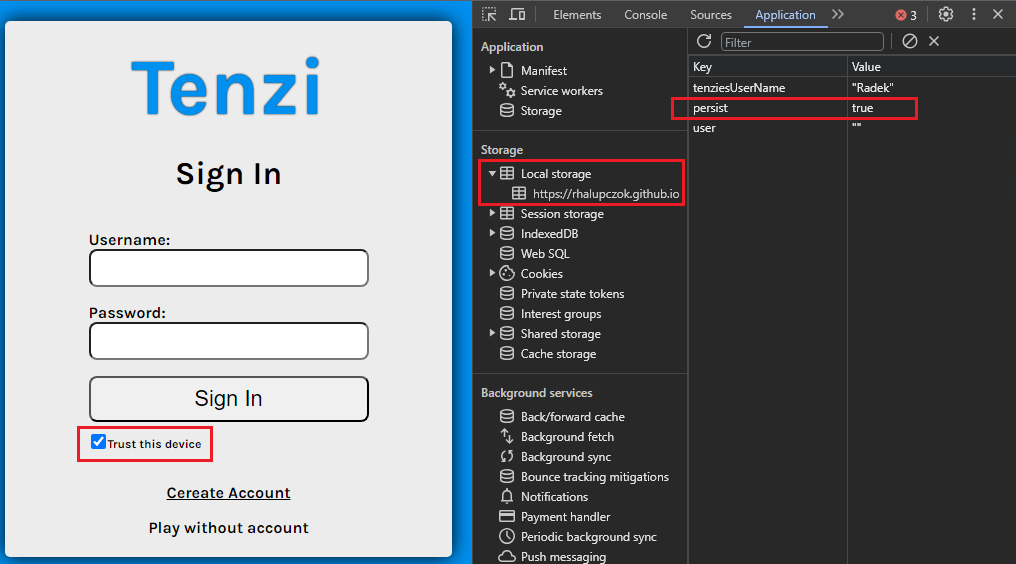 Tenzi
Sign In
Username:
Password:
Sign In
Trust this device
Cereate Account
Play without account
Elements Console Sources Application 3
Application
Manifest
Service workers
Storage
Storage
Local storage
https://rhalupczok.github.io
Session storage
IndexedDB
Web SQL
Cookies
Private state tokens
Interest groups
Shared storage
Cache storage
Background services
Back/forward cache
Background fetch
Background sync
Bounce tracking mitigations
Notifications
Payment handler
Periodic background sync
Push messaging
Filter
Key Value
tenziesUserName "Radek"
persist true
user ""